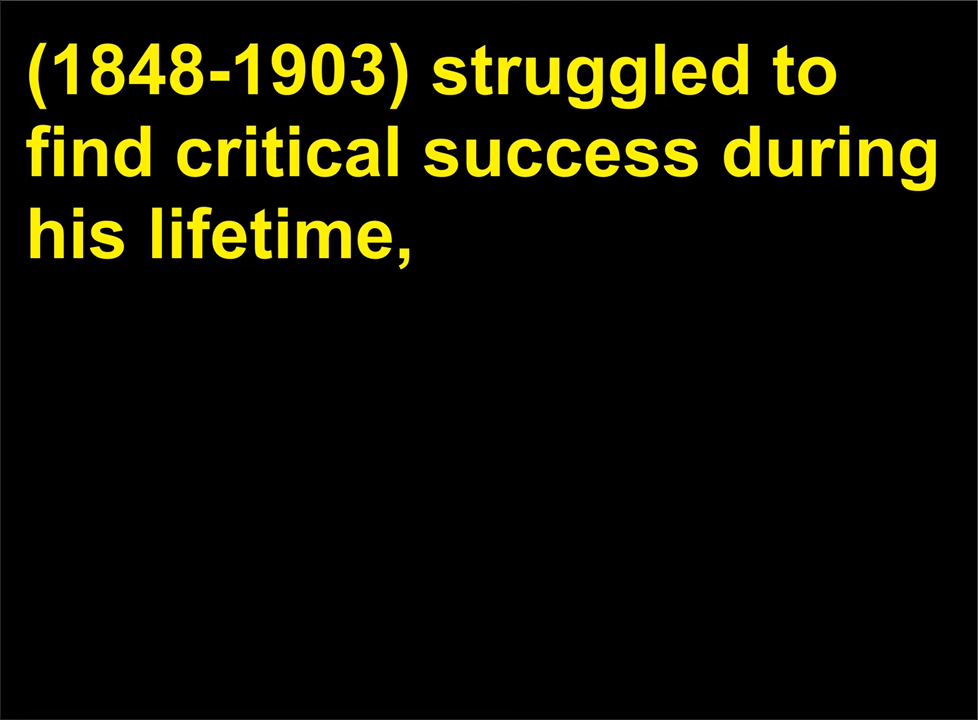 (1848-1903) struggled to
find critical success during
his lifetime,